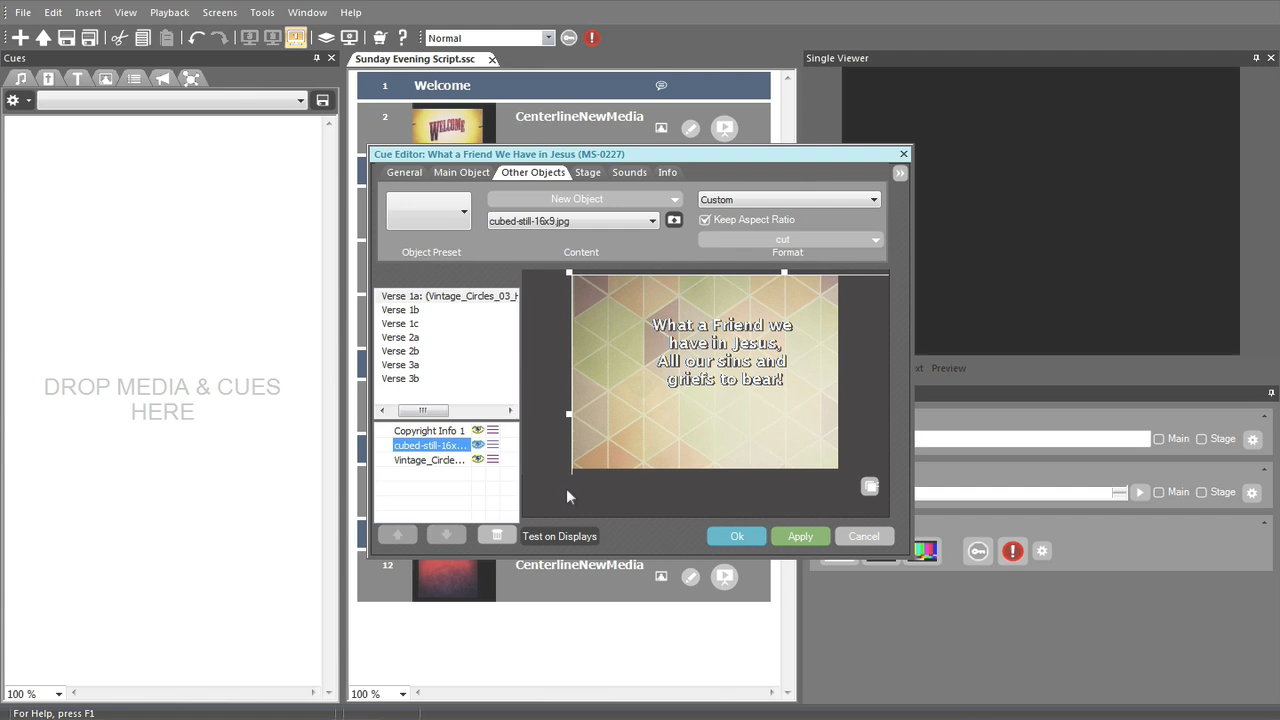 File Edit Insert View Playback Screens Tools Window Help
Normal
Cues
Sunday Evening Script.ssc
Single Viewer
1 Welcome
2 CenterlineNewMedia
WELCOME
Cue Editor: What a Friend We Have in Jesus (MS-0227)
General Main Object Other Objects Stage Sounds Info
New Object
Custom
cubed-still-16x9.jpg
Keep Aspect Ratio
cut
Object Preset Content Format
Verse 1a: (Vintage_Circles_03_H
Verse 1b
Verse 1c
Verse 2a
Verse 2b
Verse 3a
Verse 3b
What a Friend we
have in Jesus,
All our sins and
griefs to bear!
Copyright Info 1
cubed-still-16x...
Vintage_Circle...
Test on Displays
Ok Apply Cancel
DROP MEDIA & CUES
HERE
Preview
Main Stage
Main Stage
12 CenterlineNewMedia
100 %
100 %
For Help, press F1